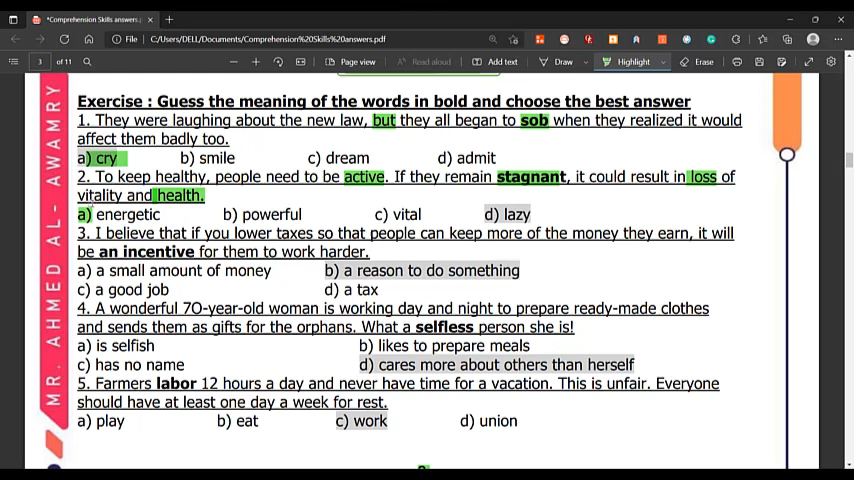 *Comprehension Skills answers.p
File
C:/Users/DELL/Documents/Comprehension%20Skills%20answers.pdf
3 of 11
Page view
Read aloud
Add text
Draw
Highlight
Erase
MR. AHMED AL- AWAMRY
Exercise : Guess the meaning of the words in bold and choose the best answer
1. They were laughing about the new law, but they all began to sob when they realized it would
affect them badly too.
a) cry b) smile c) dream d) admit
2. To keep healthy, people need to be active. If they remain stagnant, it could result in loss of
vitality and health.
a) energetic b) powerful c) vital d) lazy
3. I believe that if you lower taxes so that people can keep more of the money they earn, it will
be an incentive for them to work harder.
a) a small amount of money b) a reason to do something
c) a good job d) a tax
4. A wonderful 7O-year-old woman is working day and night to prepare ready-made clothes
and sends them as gifts for the orphans. What a selfless person she is!
a) is selfish b) likes to prepare meals
c) has no name d) cares more about others than herself
5. Farmers labor 12 hours a day and never have time for a vacation. This is unfair. Everyone
should have at least one day a week for rest.
a) play b) eat c) work d) union